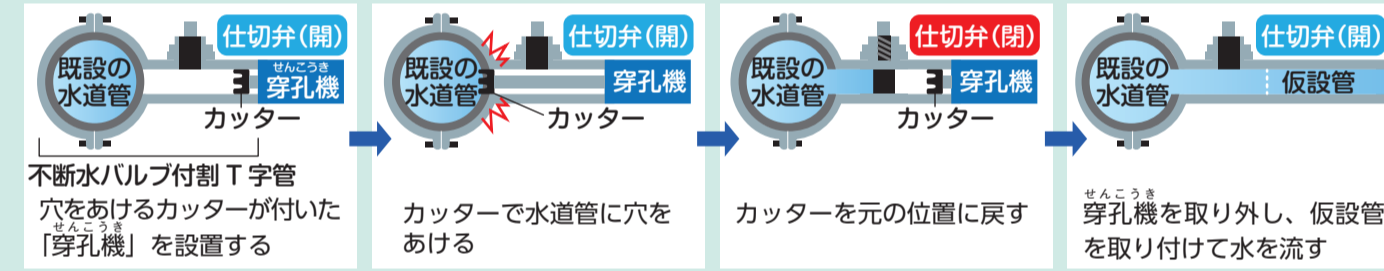 仕切弁(開)
既設の
水道管
せんこうき
穿孔機
カッター
不断水バルブ付割T字管
穴をあけるカッターが付いた
せんこうき
「穿孔機」を設置する
仕切弁(開)
既設の
水道管
穿孔機
カッター
カッターで水道管に穴を
あける
仕切弁(閉)
既設の
水道管
穿孔機
カッター
カッターを元の位置に戻す
仕切弁(開)
既設の
水道管
仮設管
せんこうき
穿孔機を取り外し、仮設管
を取り付けて水を流す